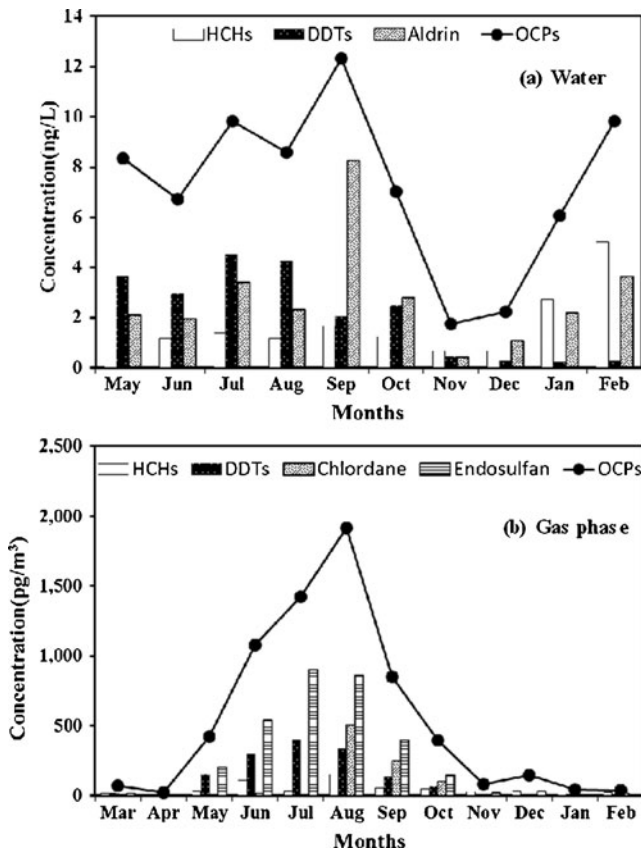 HCHs DDTs Aldrin OCPs
14
12
10
8
6
4
2
0
Concentration(ng/L)
(a) Water
May Jun Jul Aug Sep Oct Nov Dec Jan Feb
Months
2,500
2,000
1,500
1,000
500
0
Concentration(pg/m³)
HCHs DDTs Chlordane Endosulfan OCPs
(b) Gas phase
Mar Apr May Jun Jul Aug Sep Oct Nov Dec Jan Feb
Months